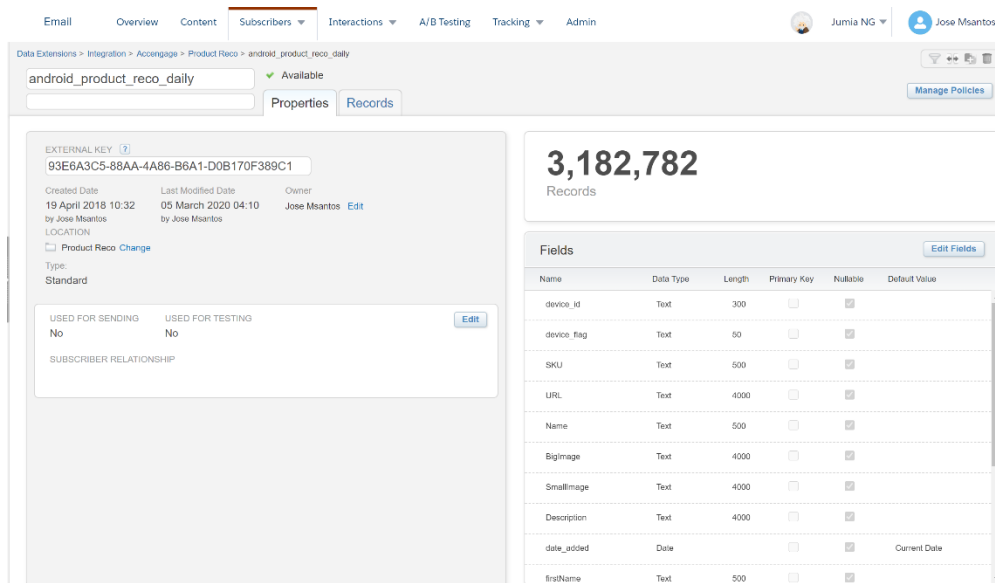 Email Overview Content Subscribers Interactions A/B Testing Tracking Admin Jumia NG Jose Msantos
Data Extensions > Integration > Accengage > Product Reco > android_product_reco_daily
android_product_reco_daily
Available
Properties Records
Manage Policies
EXTERNAL KEY ?
93E6A3C5-88AA-4A86-B6A1-D0B170F389C1
Created Date Last Modified Date Owner
19 April 2018 10:32 05 March 2020 04:10 Jose Msantos Edit
by Jose Msantos by Jose Msantos
LOCATION
Product Reco Change
Type:
Standard
USED FOR SENDING USED FOR TESTING Edit
No No
SUBSCRIBER RELATIONSHIP
3,182,782
Records
Fields Edit Fields
Name Data Type Length Primary Key Nullable Default Value
device_id Text 300
device_flag Text 50
SKU Text 500
URL Text 4000
Name Text 500
BigImage Text 4000
SmallImage Text 4000
Description Text 4000
date_added Date Current Date
firstName Text 500